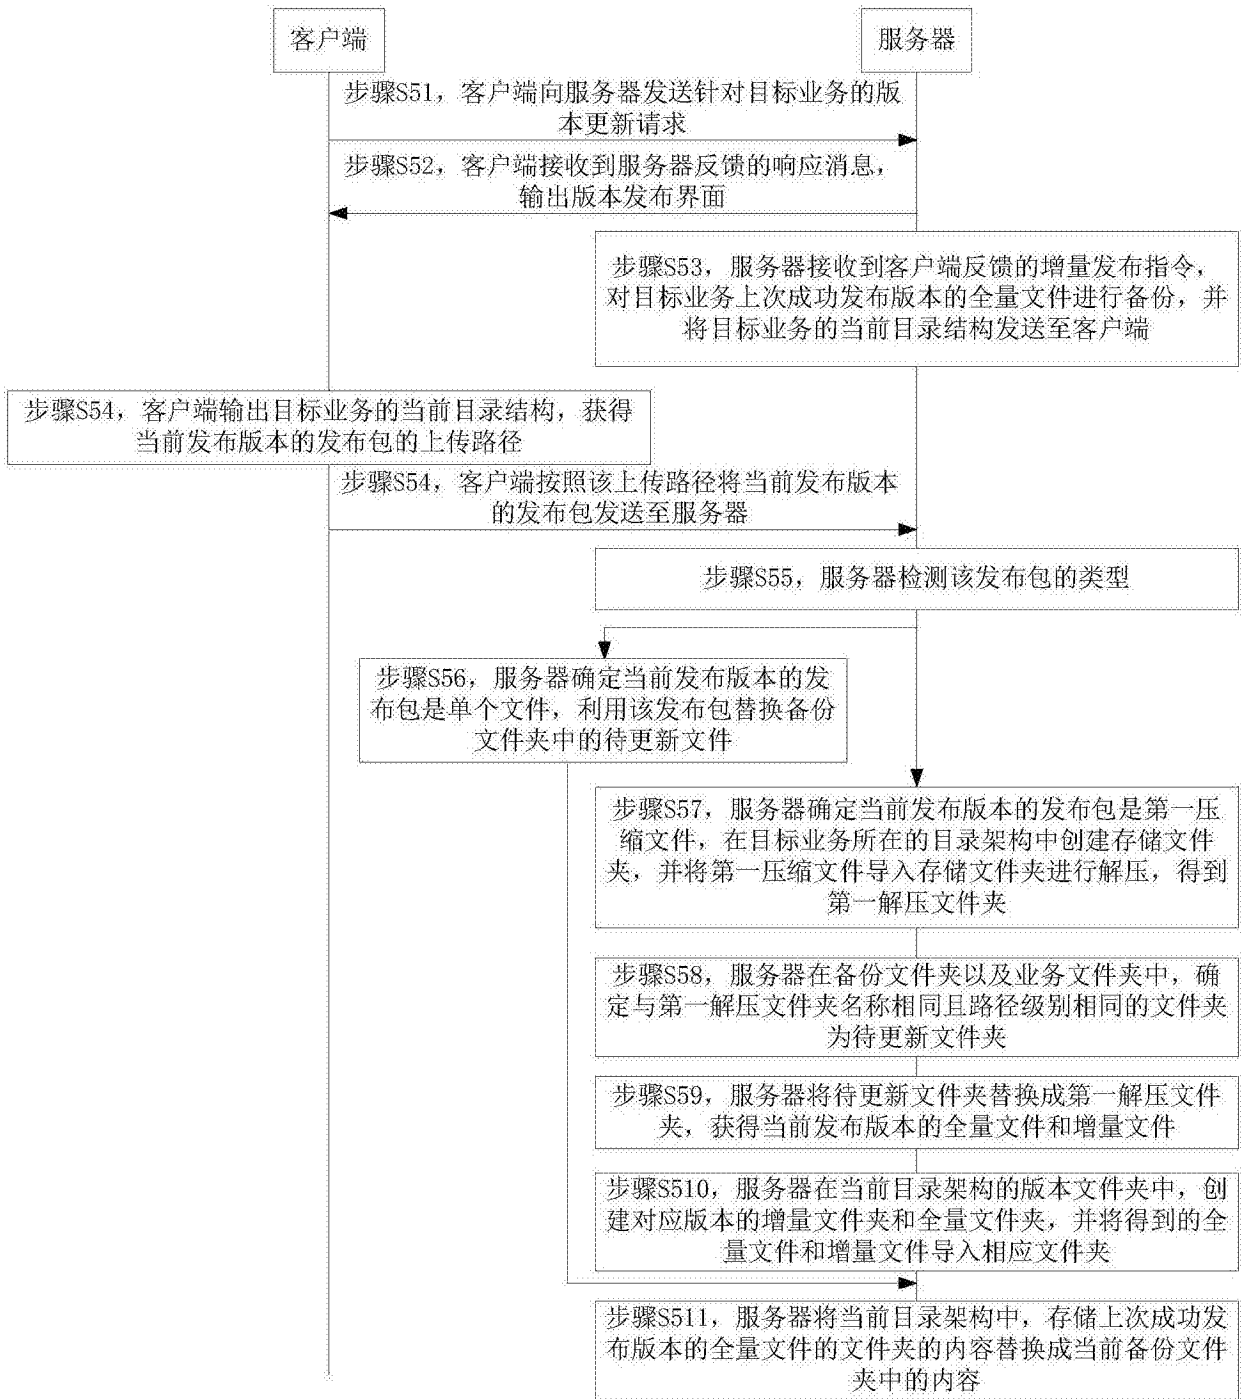 客户端
服务器
步骤S51，客户端向服务器发送针对目标业务的版
本更新请求
步骤S52，客户端接收到服务器反馈的响应消息，
输出版本发布界面
步骤S53，服务器接收到客户端反馈的增量发布指令，
对目标业务上次成功发布版本的全量文件进行备份，并
将目标业务的当前目录结构发送至客户端
步骤S54，客户端输出目标业务的当前目录结构，获得
当前发布版本的发布包的上传路径
步骤S54，客户端按照该上传路径将当前发布版本
的发布包发送至服务器
步骤S55，服务器检测该发布包的类型
步骤S56，服务器确定当前发布版本的发
布包是单个文件，利用该发布包替换备份
文件夹中的待更新文件
步骤S57，服务器确定当前发布版本的发布包是第一压
缩文件，在目标业务所在的目录架构中创建存储文件
夹，并将第一压缩文件导入存储文件夹进行解压，得到
第一解压文件夹
步骤S58，服务器在备份文件夹以及业务文件夹中，确
定与第一解压文件夹名称相同且路径级别相同的文件夹
为待更新文件夹
步骤S59，服务器将待更新文件夹替换成第一解压文件
夹，获得当前发布版本的全量文件和增量文件
步骤S510，服务器在当前目录架构的版本文件夹中，创
建对应版本的增量文件夹和全量文件夹，并将得到的全
量文件和增量文件导入相应文件夹
步骤S511，服务器将当前目录架构中，存储上次成功发
布版本的全量文件的文件夹的内容替换成当前备份文件
夹中的内容